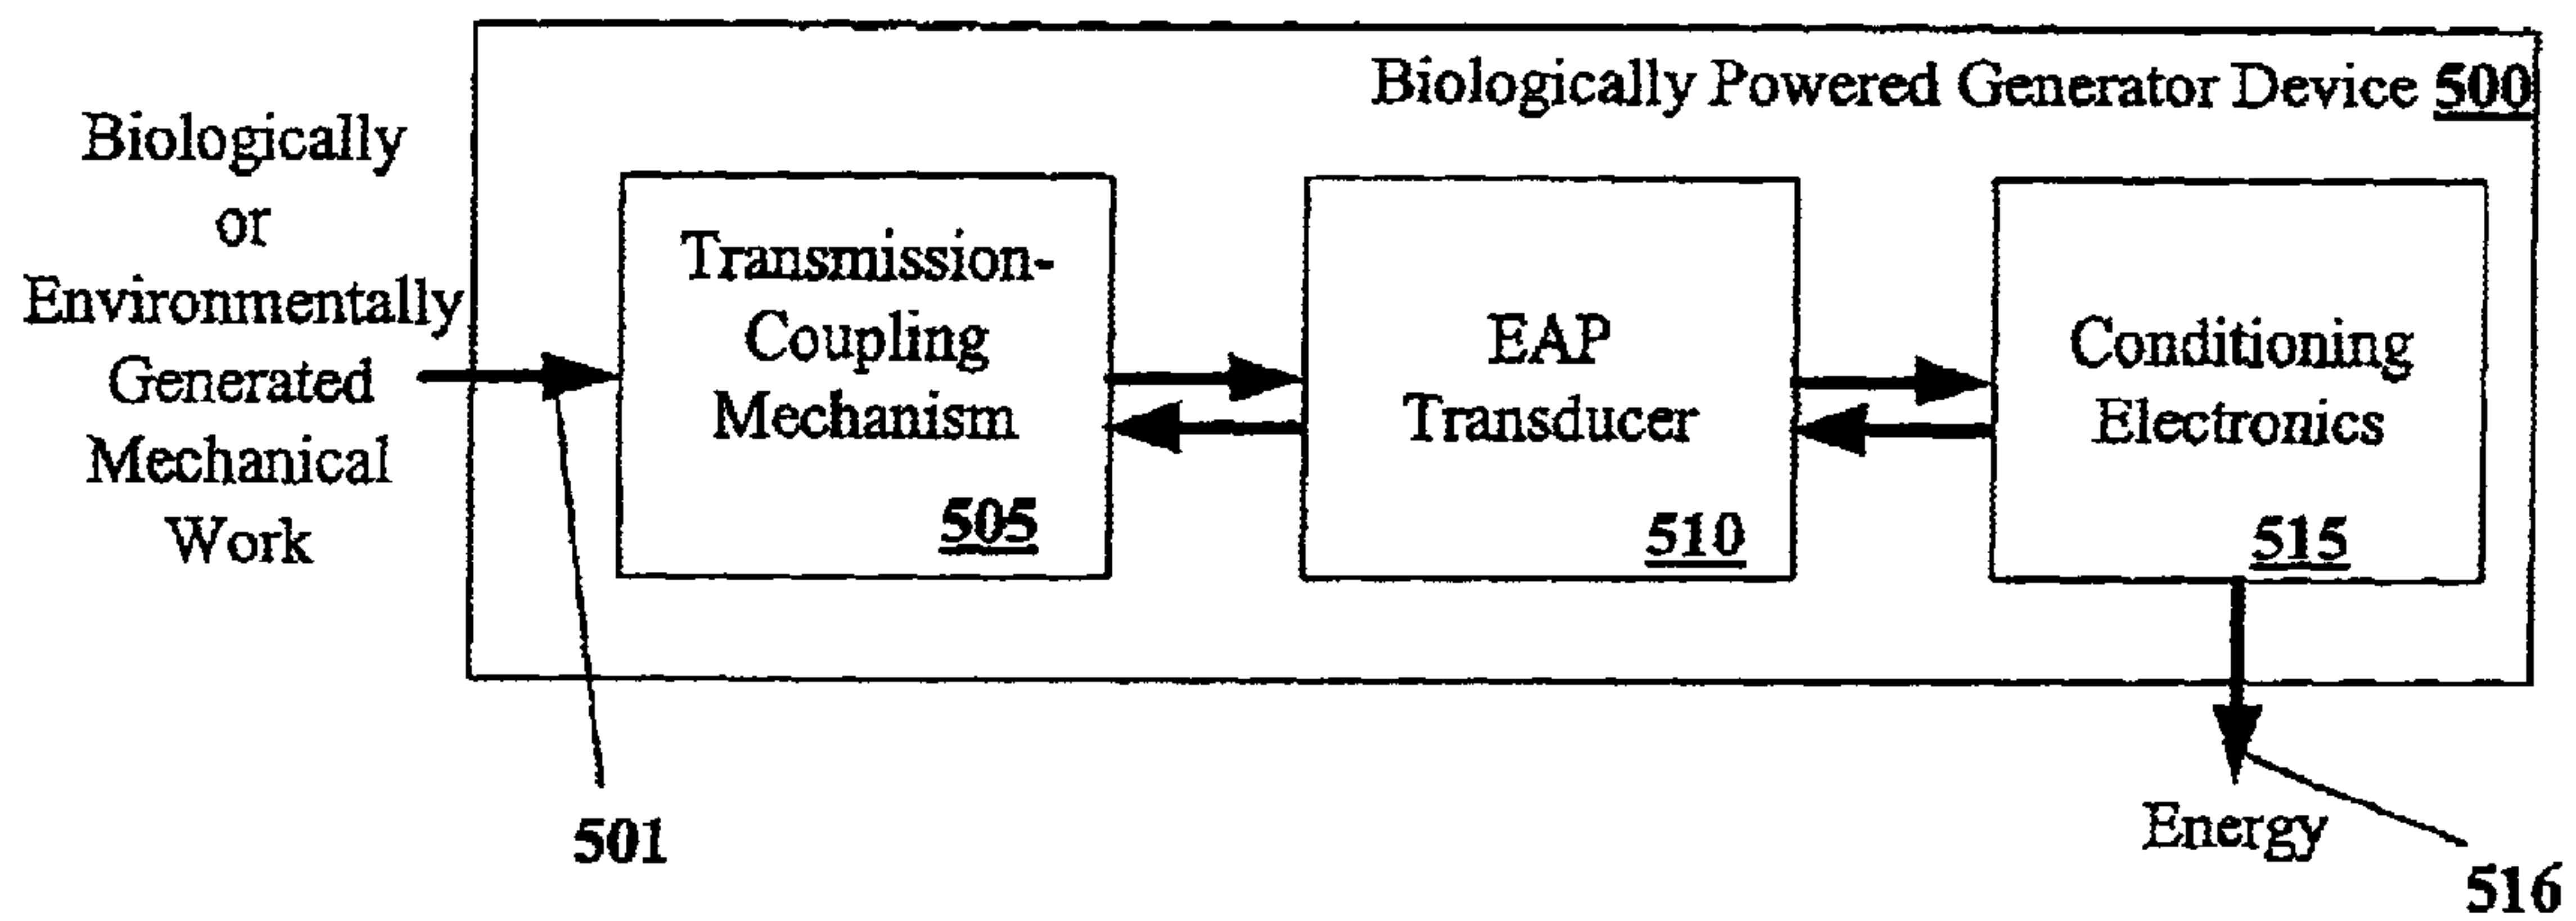 Biologically Powered Generator Device 500
Biologically
or
Environmentally
Generated
Mechanical
Work
Transmission-
Coupling
Mechanism
505
EAP
Transducer
510
Conditioning
Electronics
515
501
Energy
516